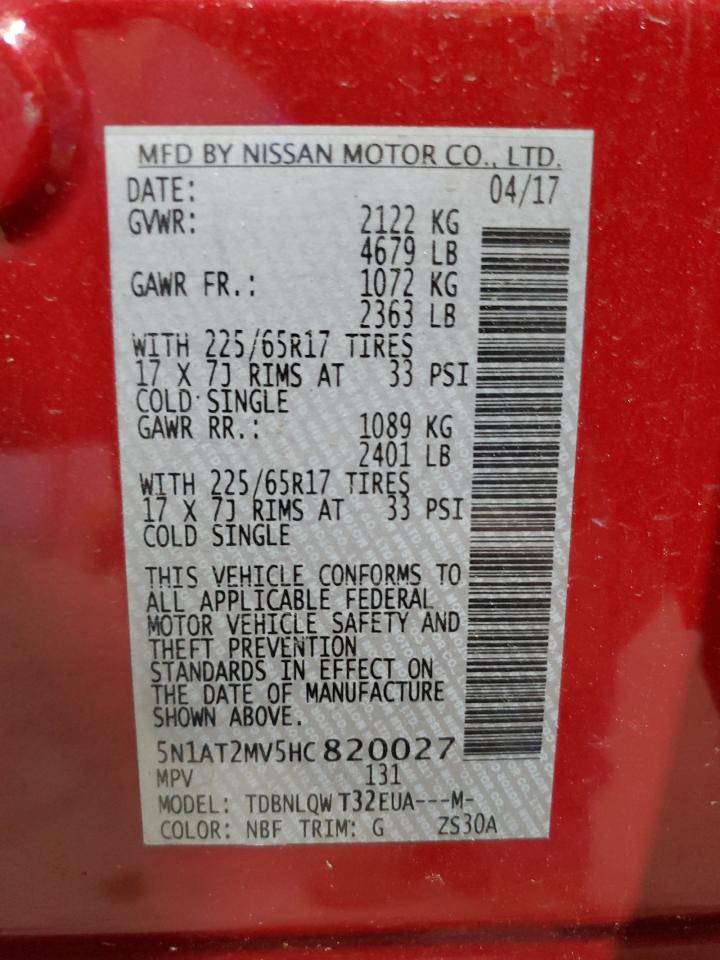 MFD BY NISSAN MOTOR CO., LTD.
DATE: 04/17
GVWR: 2122 KG
4679 LB
GAWR FR.: 1072 KG
2363 LB
WITH 225/65R17 TIRES
17 X 7J RIMS AT 33 PSI
COLD SINGLE
GAWR RR.: 1089 KG
2401 LB
WITH 225/65R17 TIRES
17 X 7J RIMS AT 33 PSI
COLD SINGLE
THIS VEHICLE CONFORMS TO
ALL APPLICABLE FEDERAL
MOTOR VEHICLE SAFETY AND
THEFT PREVENTION
STANDARDS IN EFFECT ON
THE DATE OF MANUFACTURE
SHOWN ABOVE.
5N1AT2MV5HC820027
MPV 131
MODEL: TDBNLQW T32EUA---M-
COLOR: NBF TRIM: G ZS30A